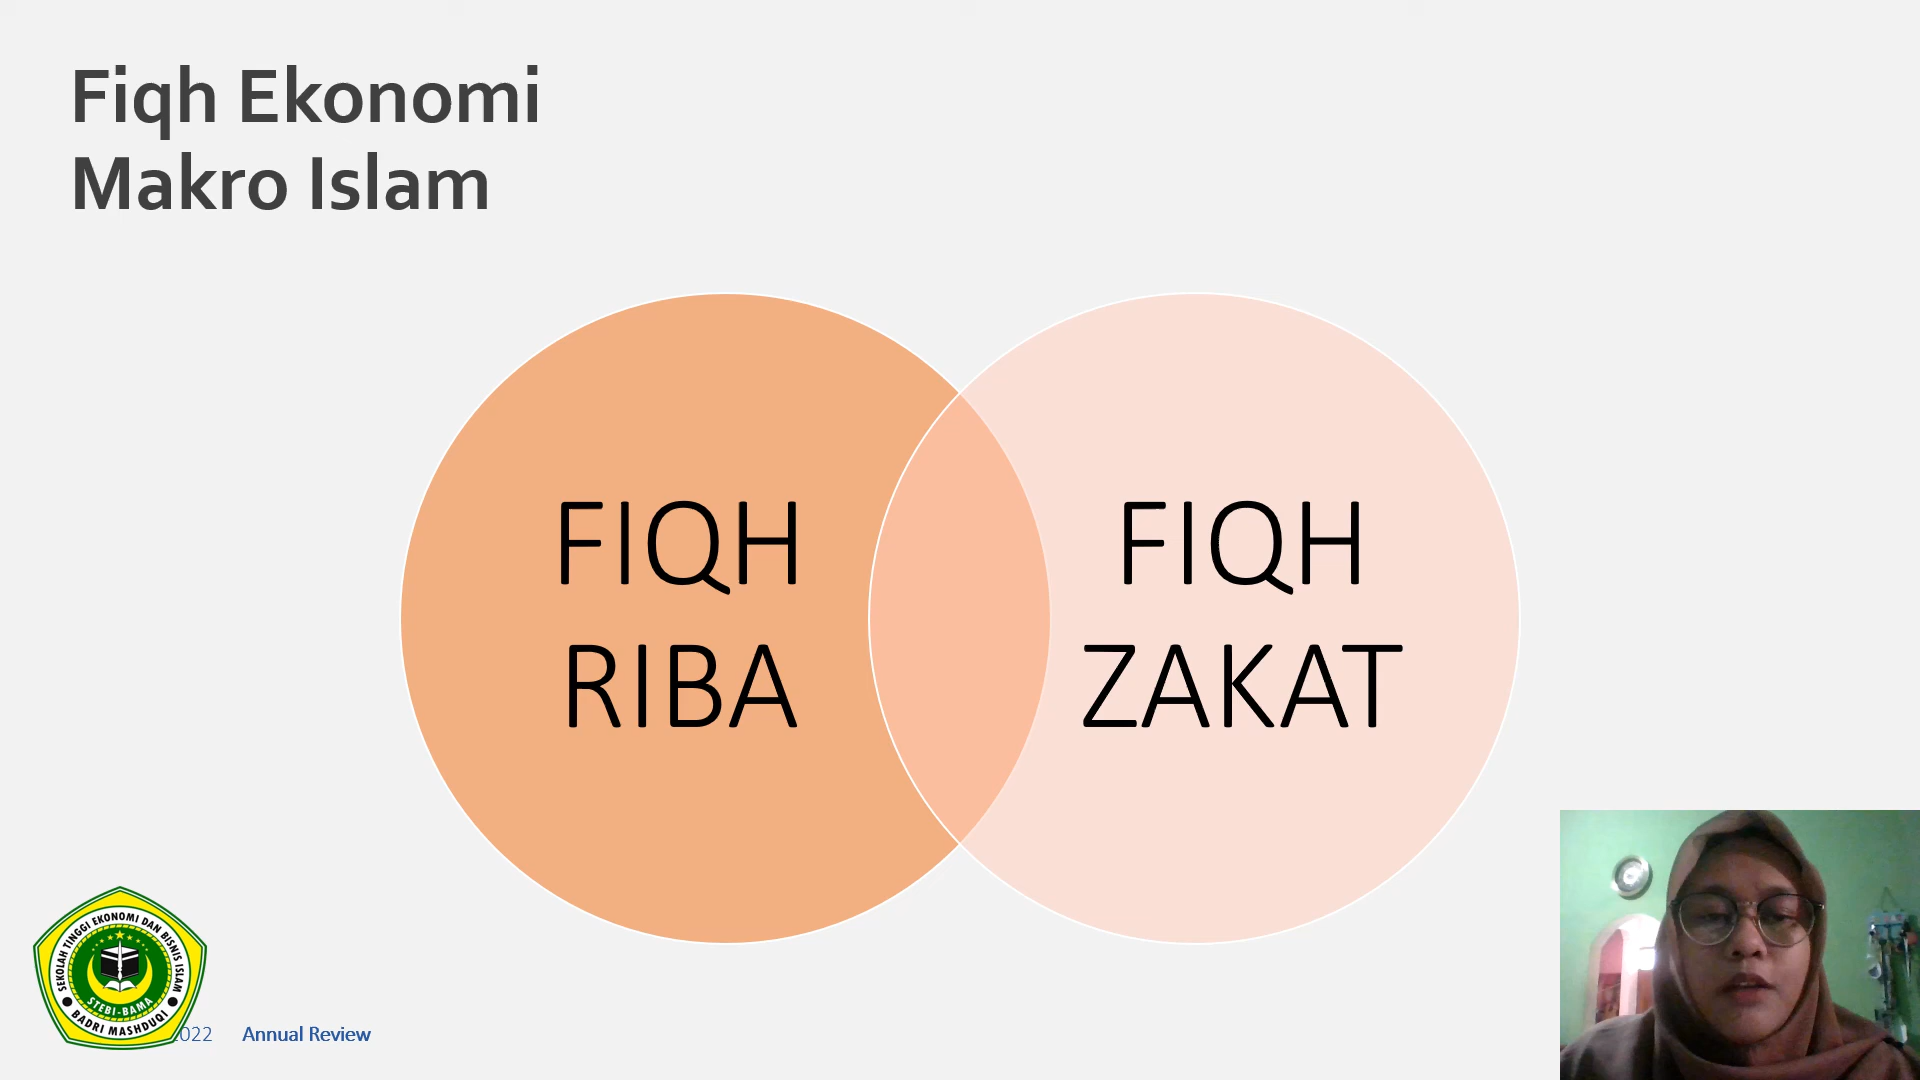 Fiqh Ekonomi
Makro Islam
FIQH
RIBA
FIQH
ZAKAT
SEKOLAH TINGGI EKONOMI DAN BISNIS ISLAM
STEBI-BAMA
BADRI MASHDUQI
2022 Annual Review